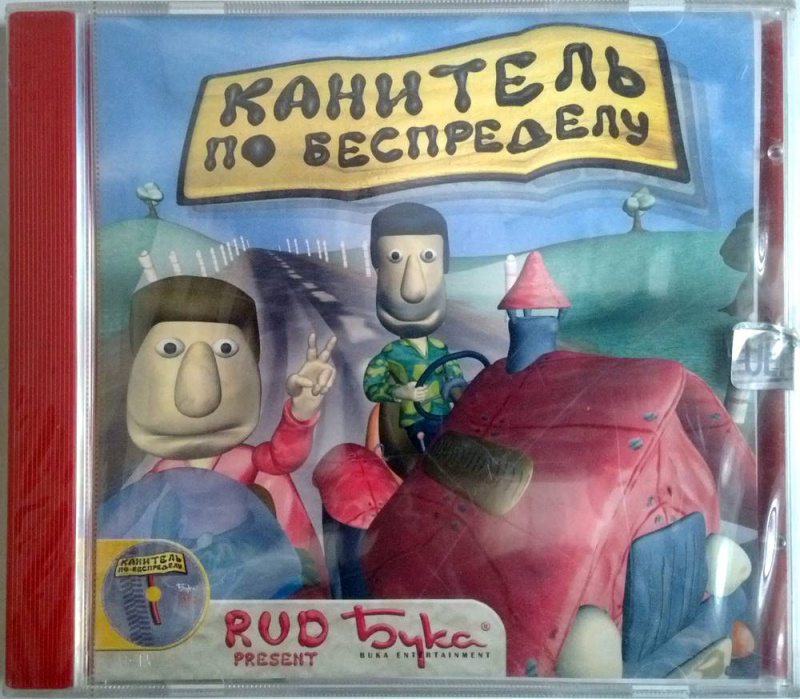 КАНИТЕЛЬ
ПО БЕСПРЕДЕЛУ
КАНИТЕЛЬ
ПО БЕСПРЕДЕЛУ
RUD
PRESENT
Бука®
BUKA ENTERTAINMENT